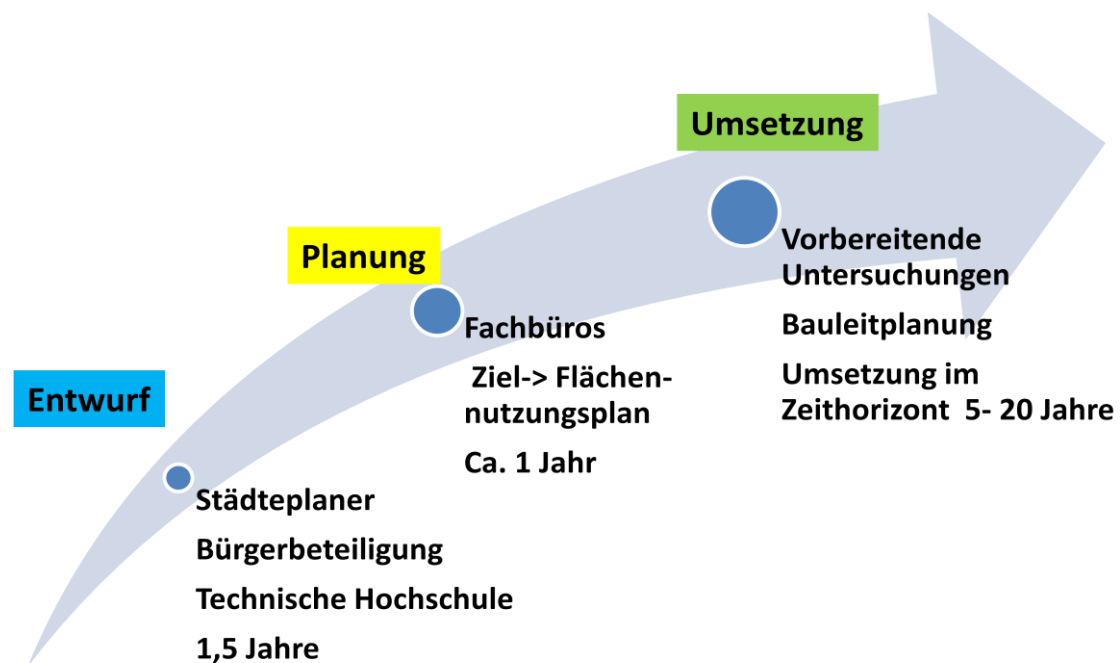 Entwurf
Städteplaner
Bürgerbeteiligung
Technische Hochschule
1,5 Jahre
Planung
Fachbüros
Ziel-> Flächen-
nutzungsplan
Ca. 1 Jahr
Umsetzung
Vorbereitende
Untersuchungen
Bauleitplanung
Umsetzung im
Zeithorizont  5- 20 Jahre